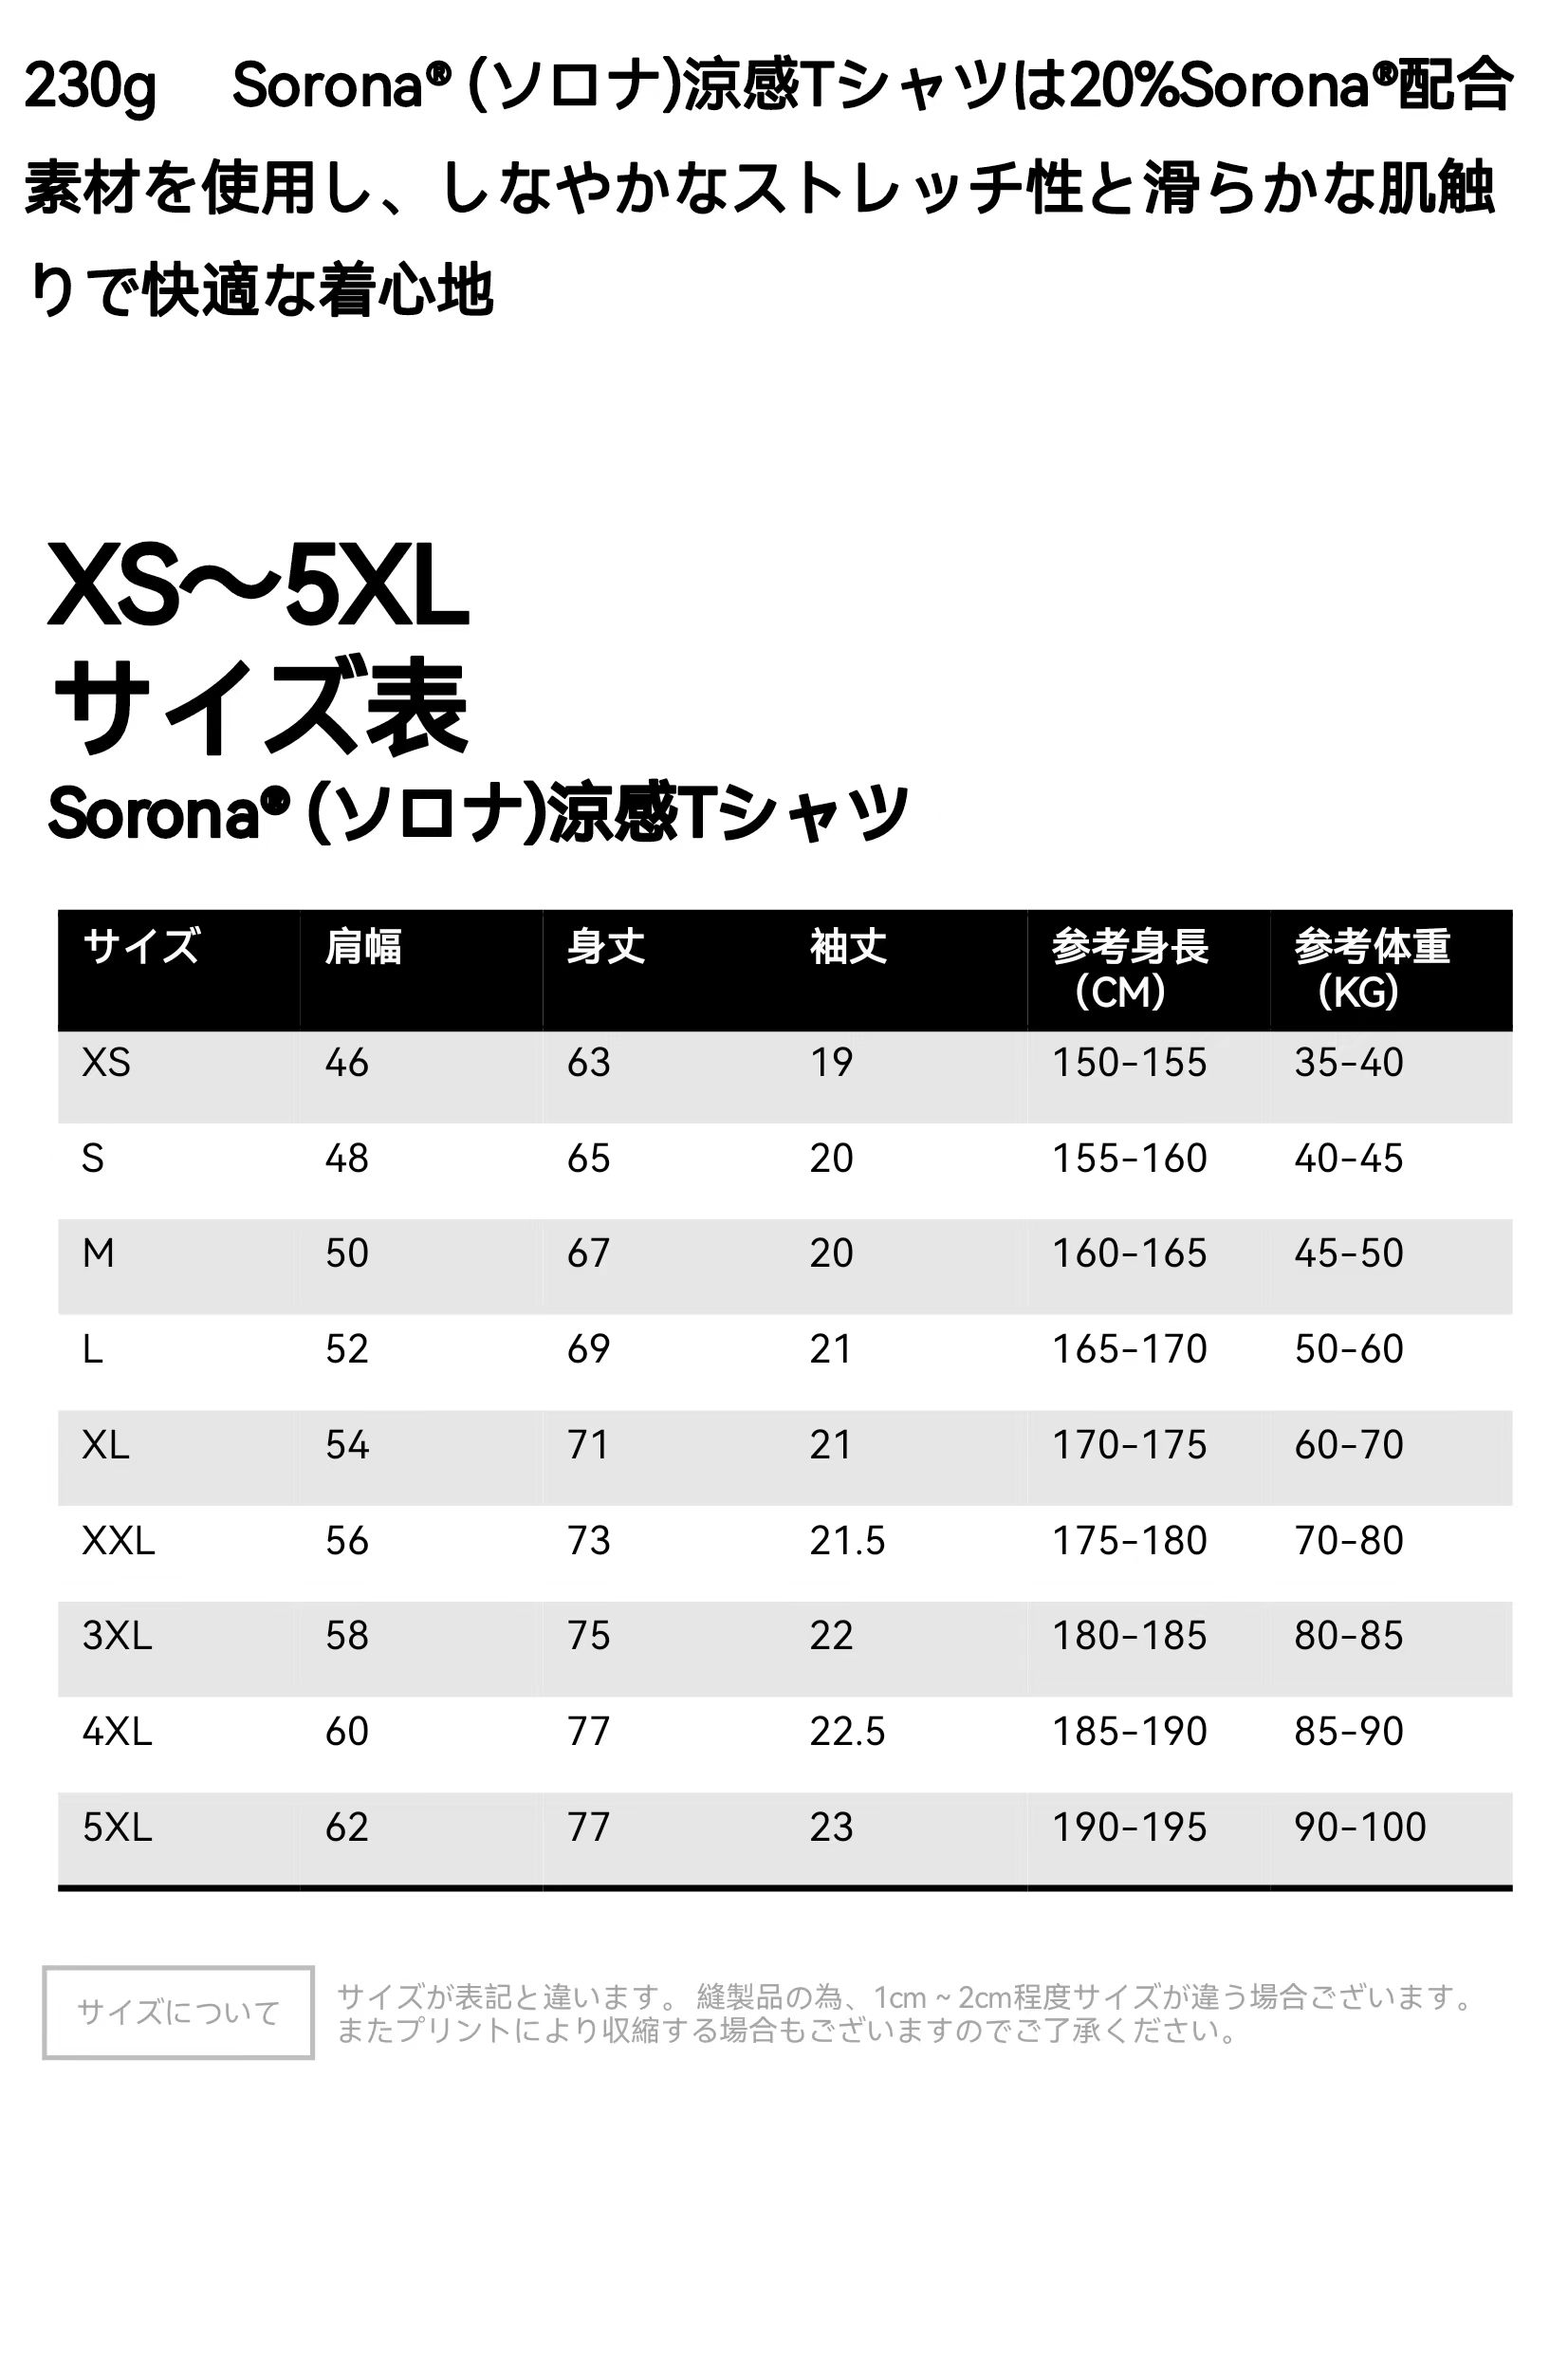 230g　Sorona® (ソロナ)涼感Tシャツは20%Sorona®配合
素材を使用し、しなやかなストレッチ性と滑らかな肌触
りで快適な着心地
XS～5XL
サイズ表
Sorona® (ソロナ)涼感Tシャツ
サイズ 肩幅 身丈 袖丈 参考身長 参考体重
（CM） （KG）
XS 46 63 19 150-155 35-40
S 48 65 20 155-160 40-45
M 50 67 20 160-165 45-50
L 52 69 21 165-170 50-60
XL 54 71 21 170-175 60-70
XXL 56 73 21.5 175-180 70-80
3XL 58 75 22 180-185 80-85
4XL 60 77 22.5 185-190 85-90
5XL 62 77 23 190-195 90-100
サイズについて
サイズが表記と違います。 縫製品の為、1cm ~ 2cm程度サイズが違う場合ございます。
またプリントにより収縮する場合もございますのでご了承ください。